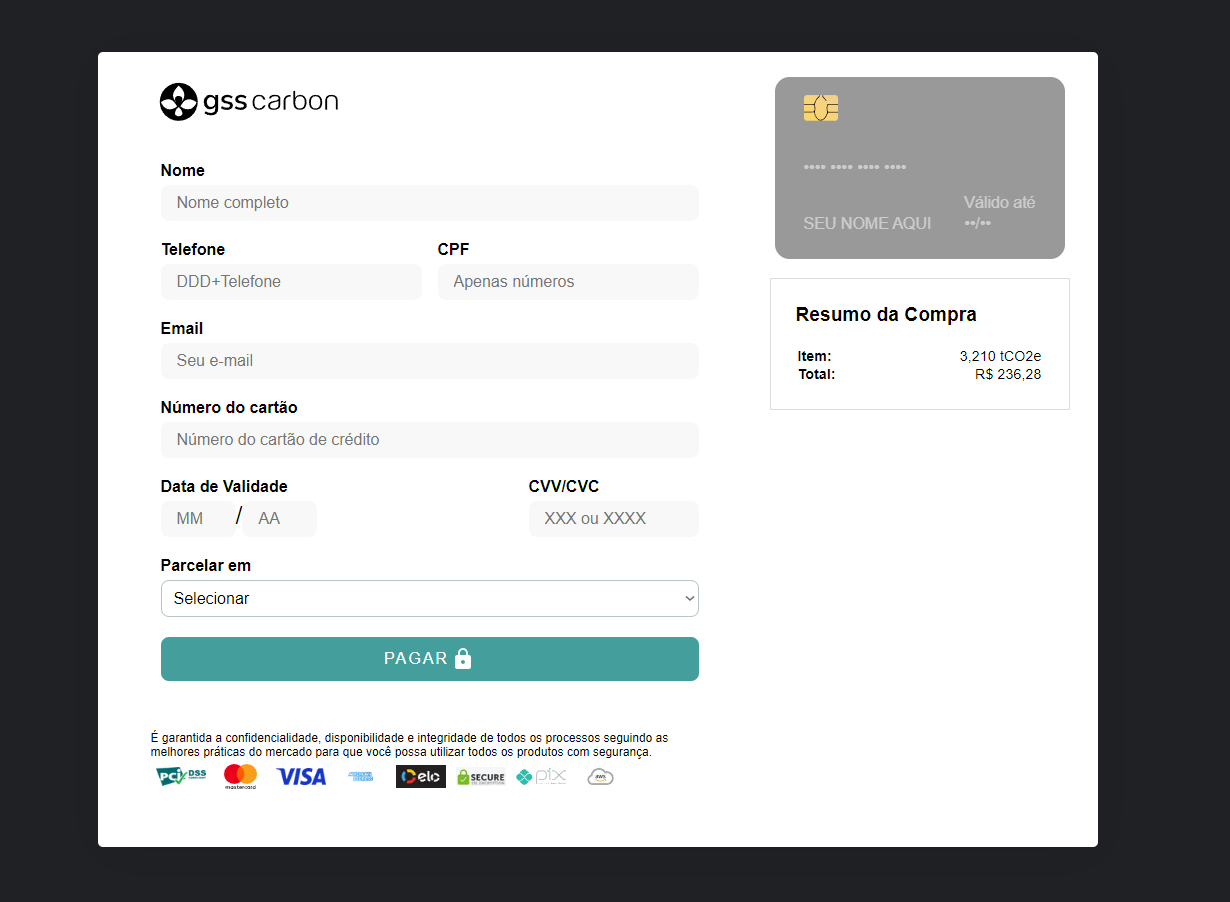 gss carbon
Nome
Nome completo
Telefone
CPF
DDD+Telefone
Apenas números
Email
Seu e-mail
Número do cartão
Número do cartão de crédito
Data de Validade
CVV/CVC
MM / AA
XXX ou XXXX
Parcelar em
Selecionar
PAGAR
É garantida a confidencialidade, disponibilidade e integridade de todos os processos seguindo as
melhores práticas do mercado para que você possa utilizar todos os produtos com segurança.
PCI DSS
mastercard
VISA
AMERICAN EXPRESS
elo
SECURE
pix
aws
•••• •••• •••• ••••
Válido até
SEU NOME AQUI
••/••
Resumo da Compra
Item: 3,210 tCO2e
Total: R$ 236,28